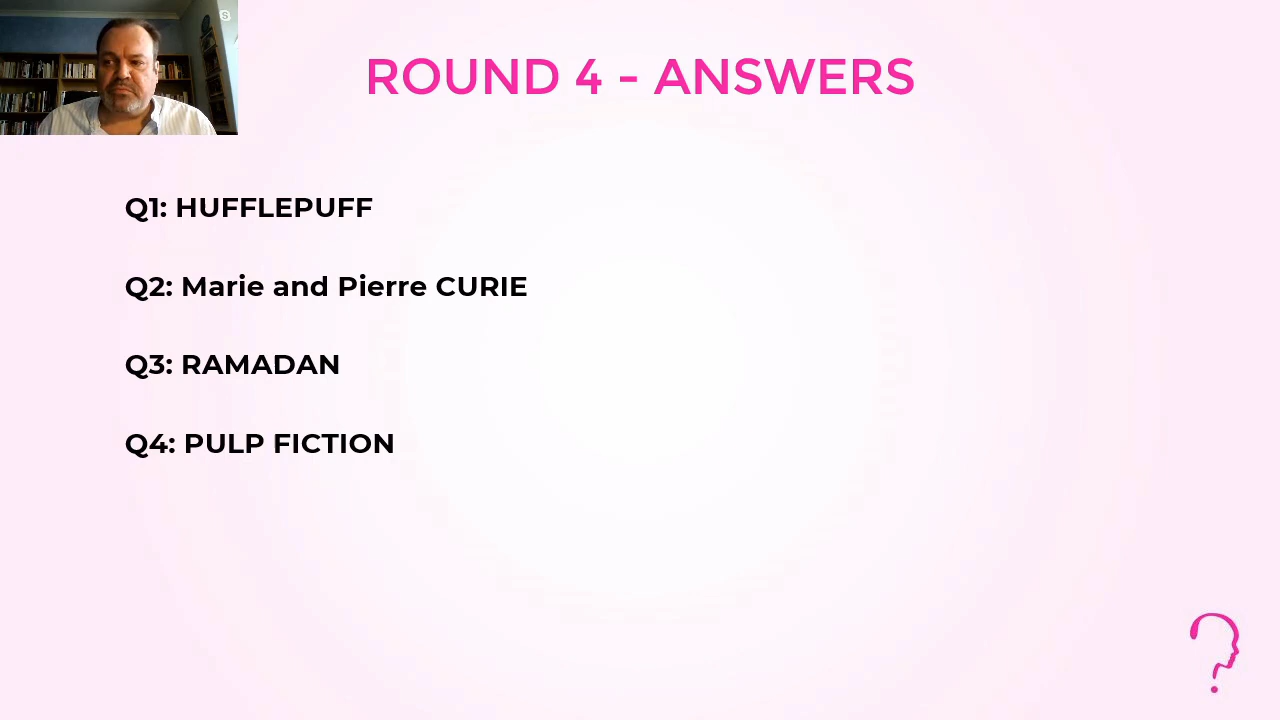 ROUND 4 - ANSWERS
Q1: HUFFLEPUFF
Q2: Marie and Pierre CURIE
Q3: RAMADAN
Q4: PULP FICTION